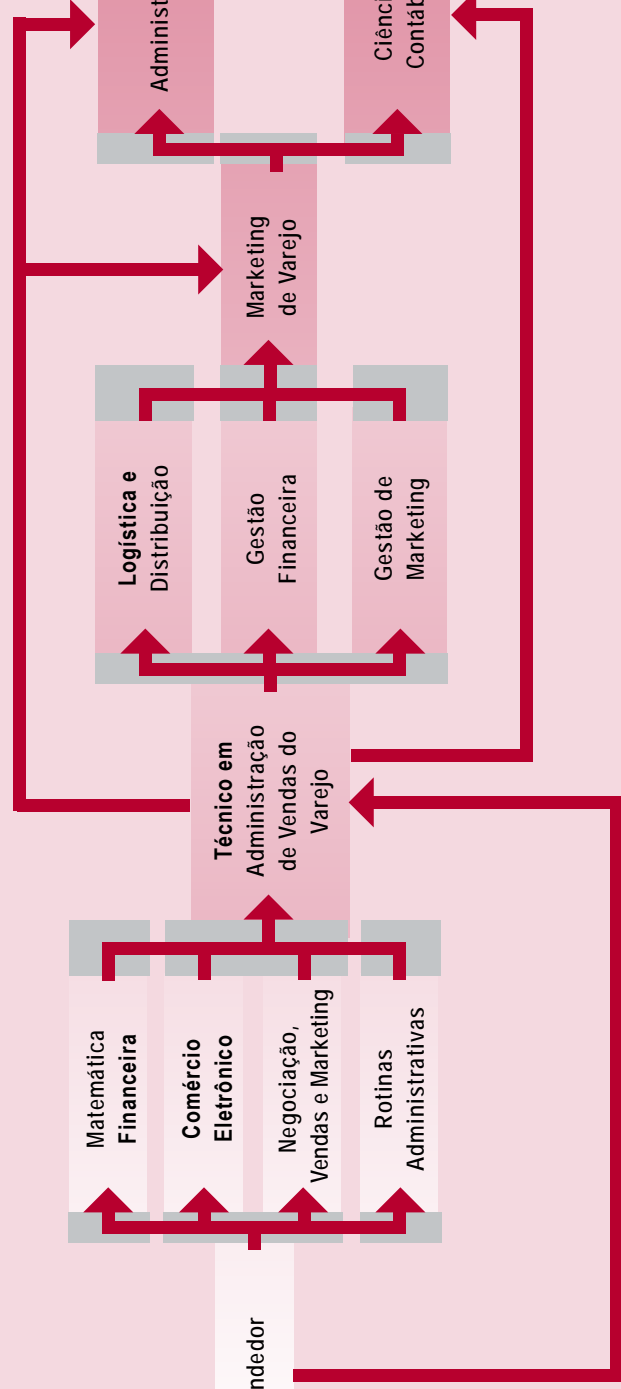 ndedor
Matemática
Financeira
Comércio
Eletrônico
Negociação,
Vendas e Marketing
Rotinas
Administrativas
Técnico em
Administração
de Vendas do
Varejo
Logística e
Distribuição
Gestão
Financeira
Gestão de
Marketing
Marketing
de Varejo
Administ
Ciênci
Contáb